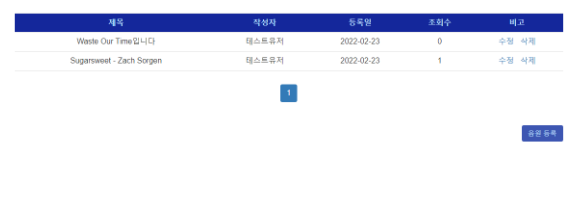 제목 작성자 등록일 조회수 비고
Waste Our Time입니다 테스트유저 2022-02-23 0 수정 삭제
Sugarsweet - Zach Sorgen 테스트유저 2022-02-23 1 수정 삭제
1
음원 등록